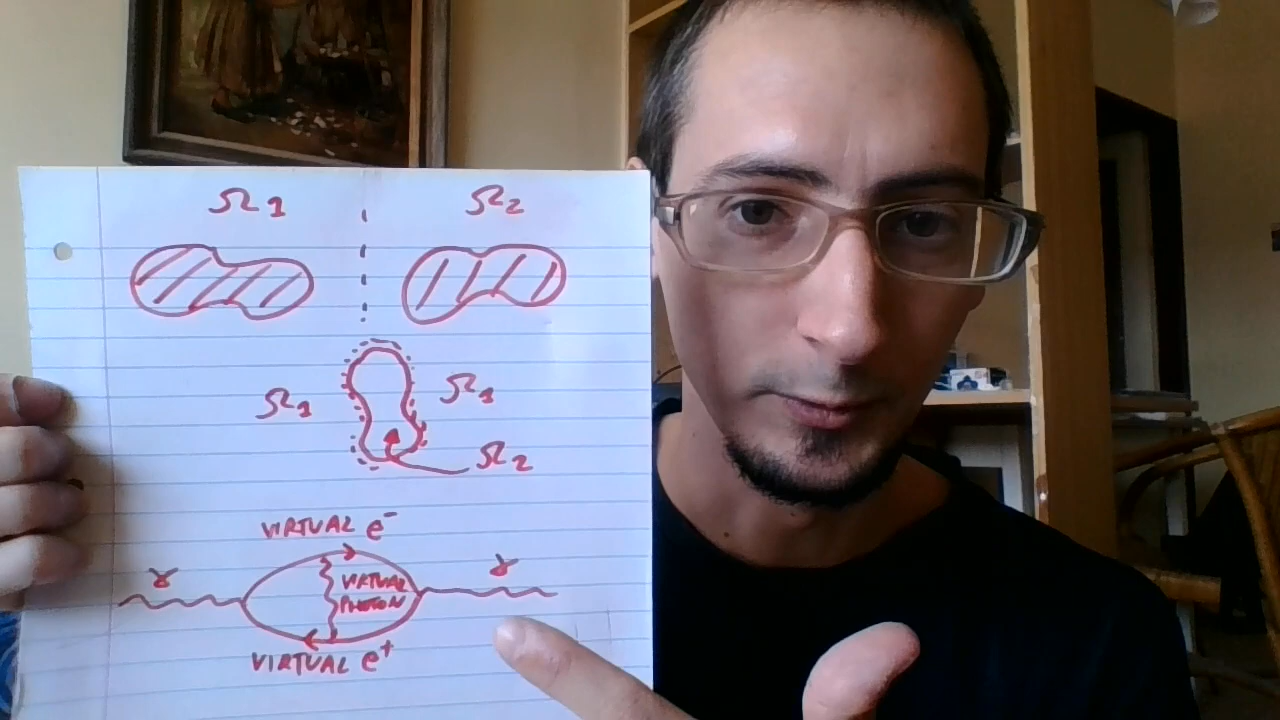 Ω1 Ω2
Ω1 Ω1
Ω2
VIRTUAL e⁻
γ VIRTUAL γ
PHOTON
VIRTUAL e⁺